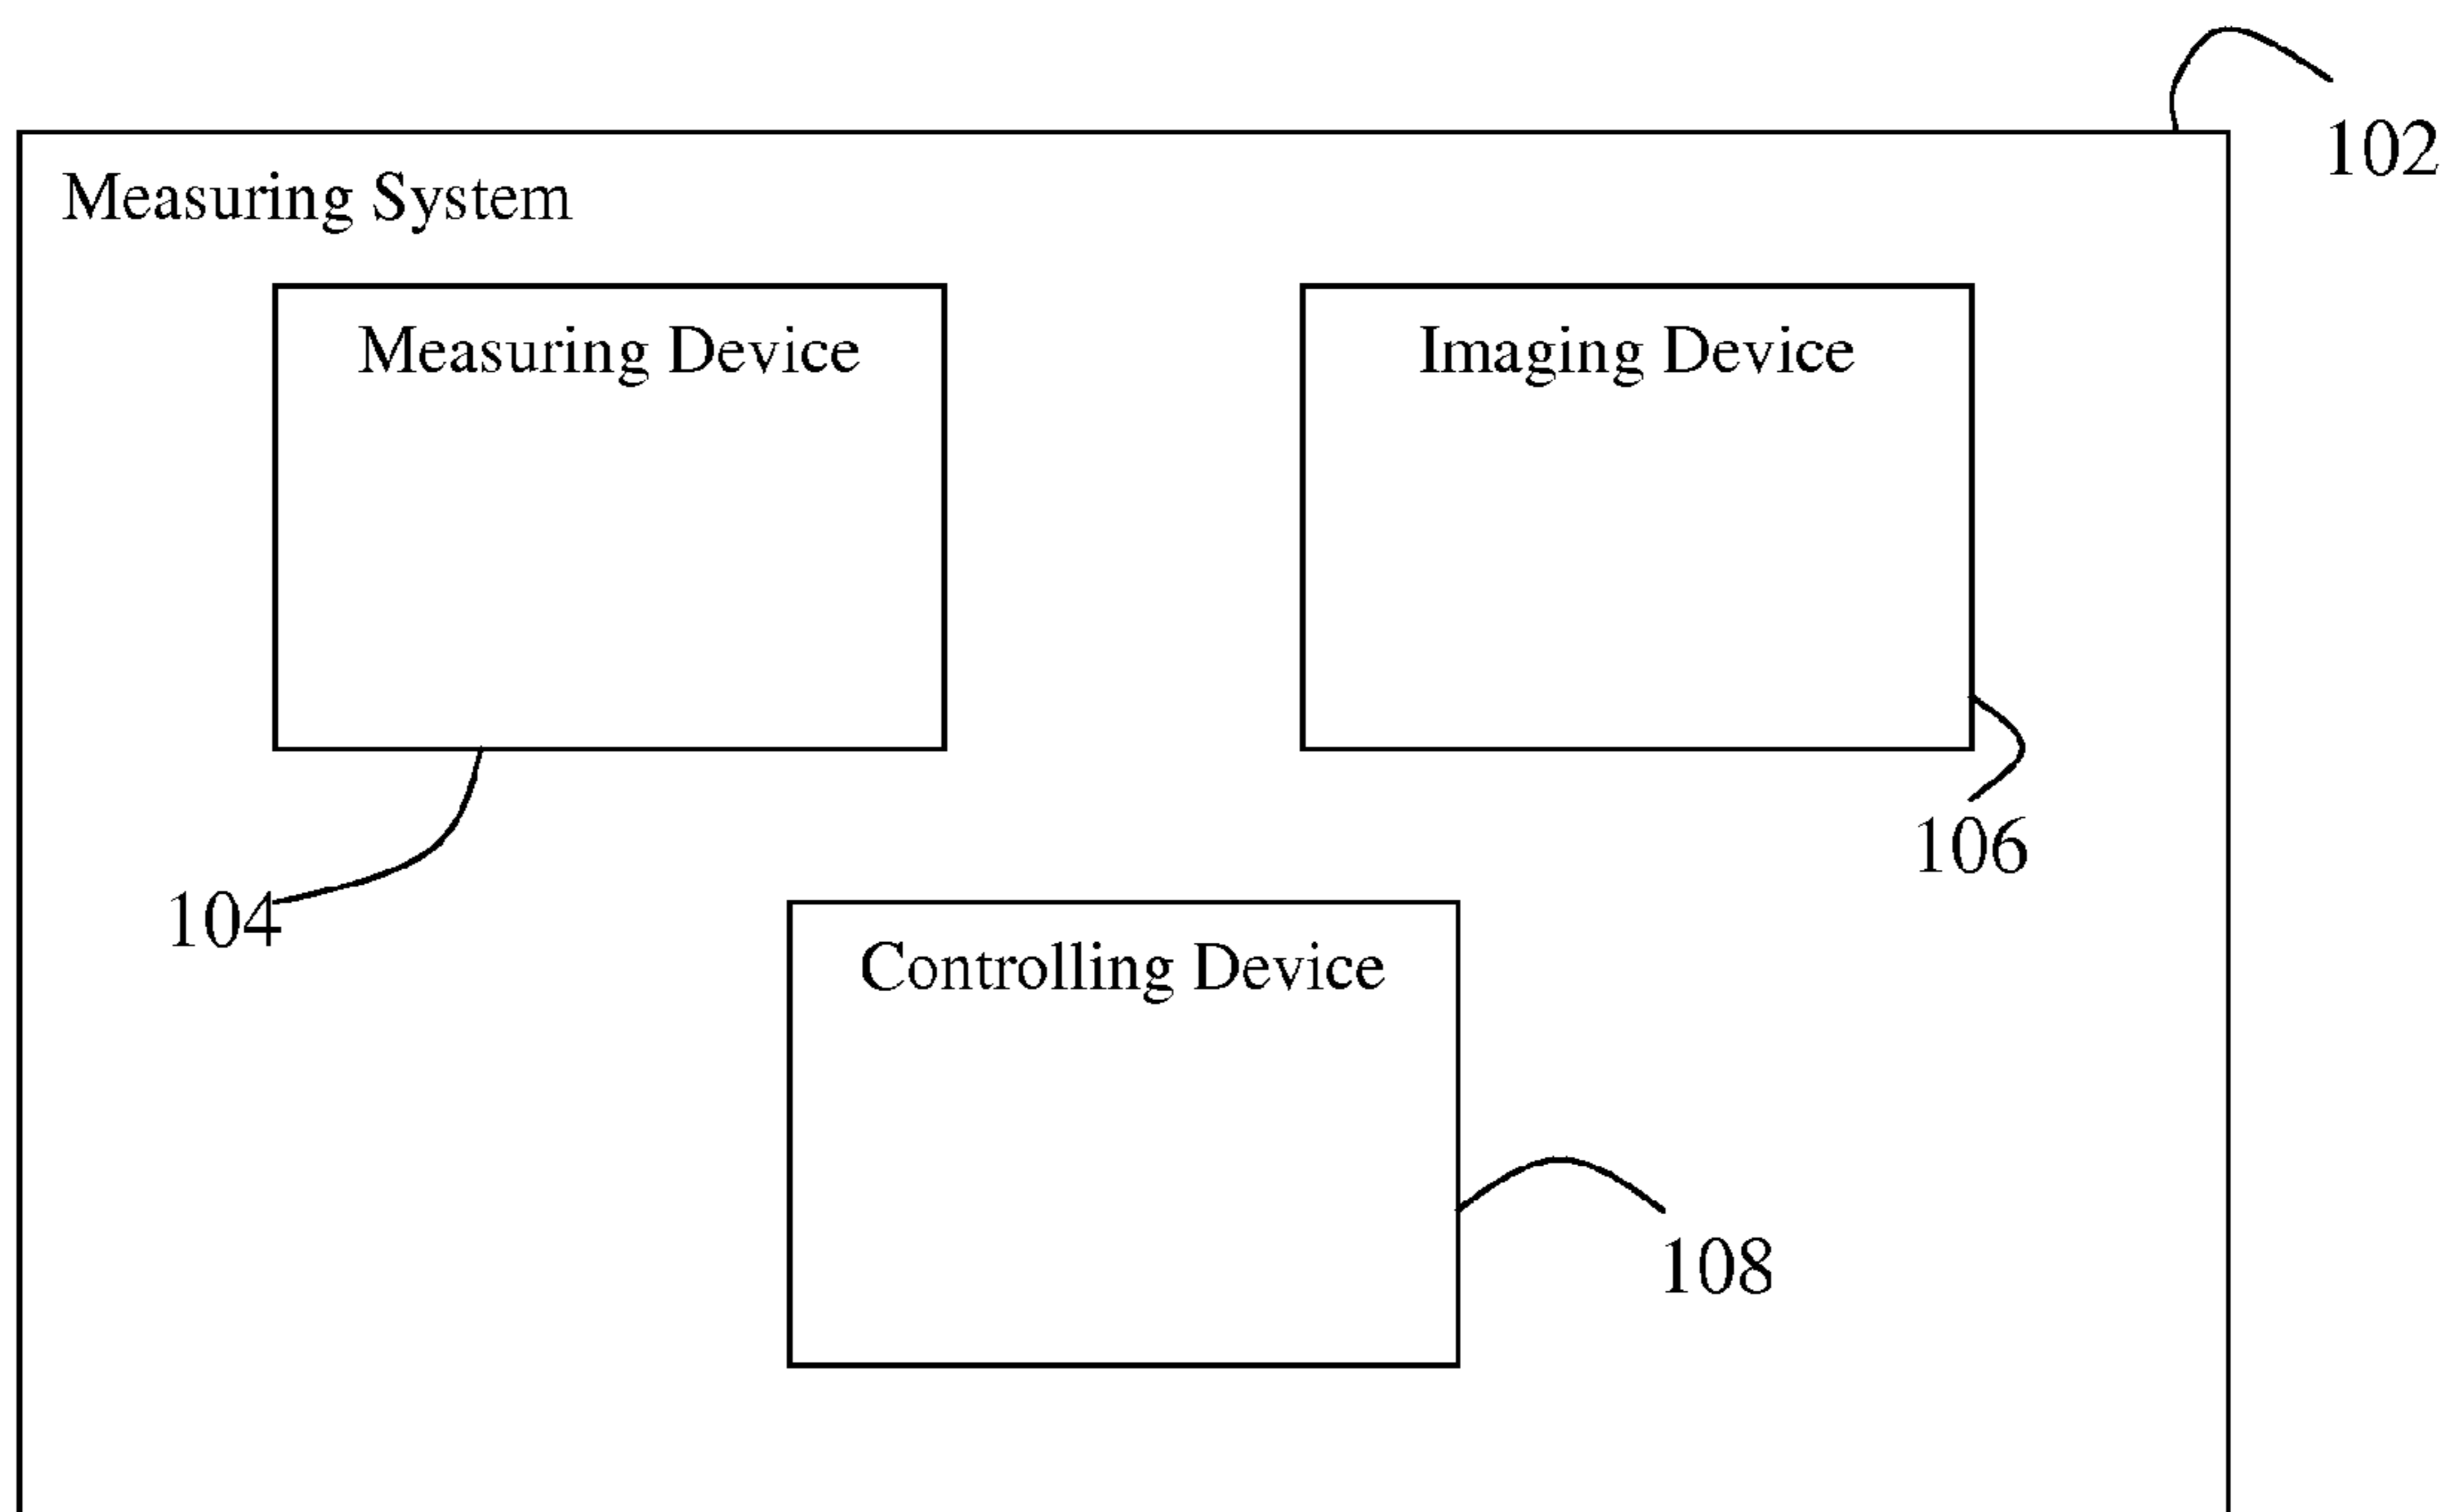 102
Measuring System
Measuring Device
Imaging Device
106
104
Controlling Device
108